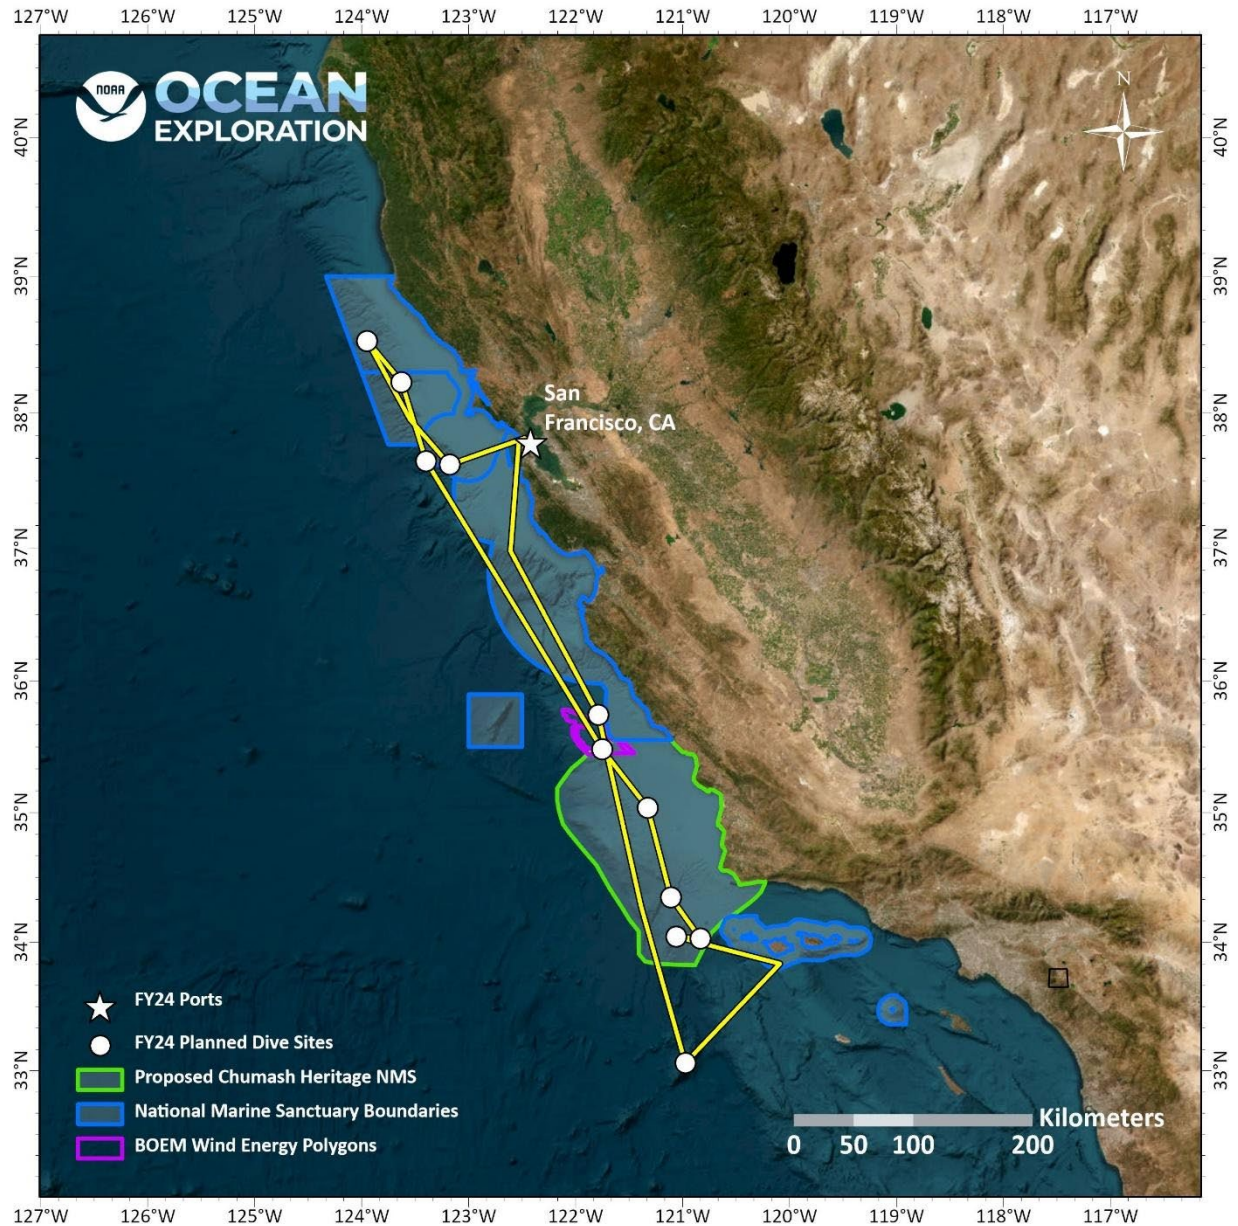 127°W 126°W 125°W 124°W 123°W 122°W 121°W 120°W 119°W 118°W 117°W
NOAA
OCEAN
EXPLORATION
N
40°N 40°N
39°N 39°N
38°N 38°N
San
Francisco, CA
37°N 37°N
36°N 36°N
35°N 35°N
34°N 34°N
33°N 33°N
FY24 Ports
FY24 Planned Dive Sites
Proposed Chumash Heritage NMS
National Marine Sanctuary Boundaries
BOEM Wind Energy Polygons
Kilometers
0 50 100 200
127°W 126°W 125°W 124°W 123°W 122°W 121°W 120°W 119°W 118°W 117°W